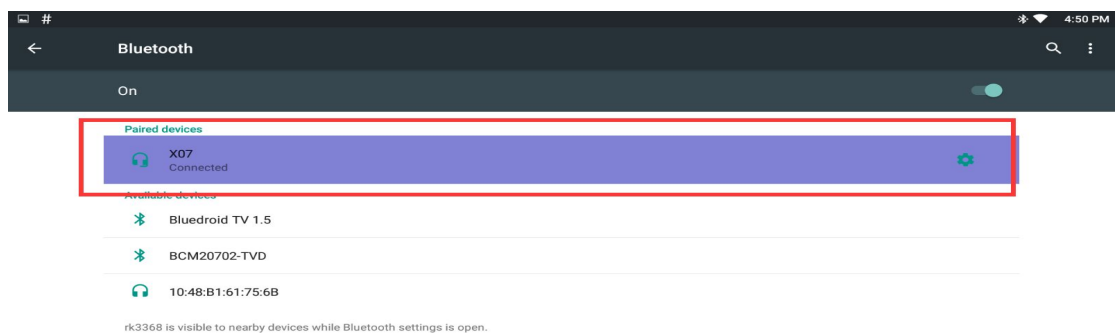 # 4:50 PM
Bluetooth
On
Paired devices
X07
Connected
Available devices
Bluedroid TV 1.5
BCM20702-TVD
10:48:B1:61:75:6B
rk3368 is visible to nearby devices while Bluetooth settings is open.